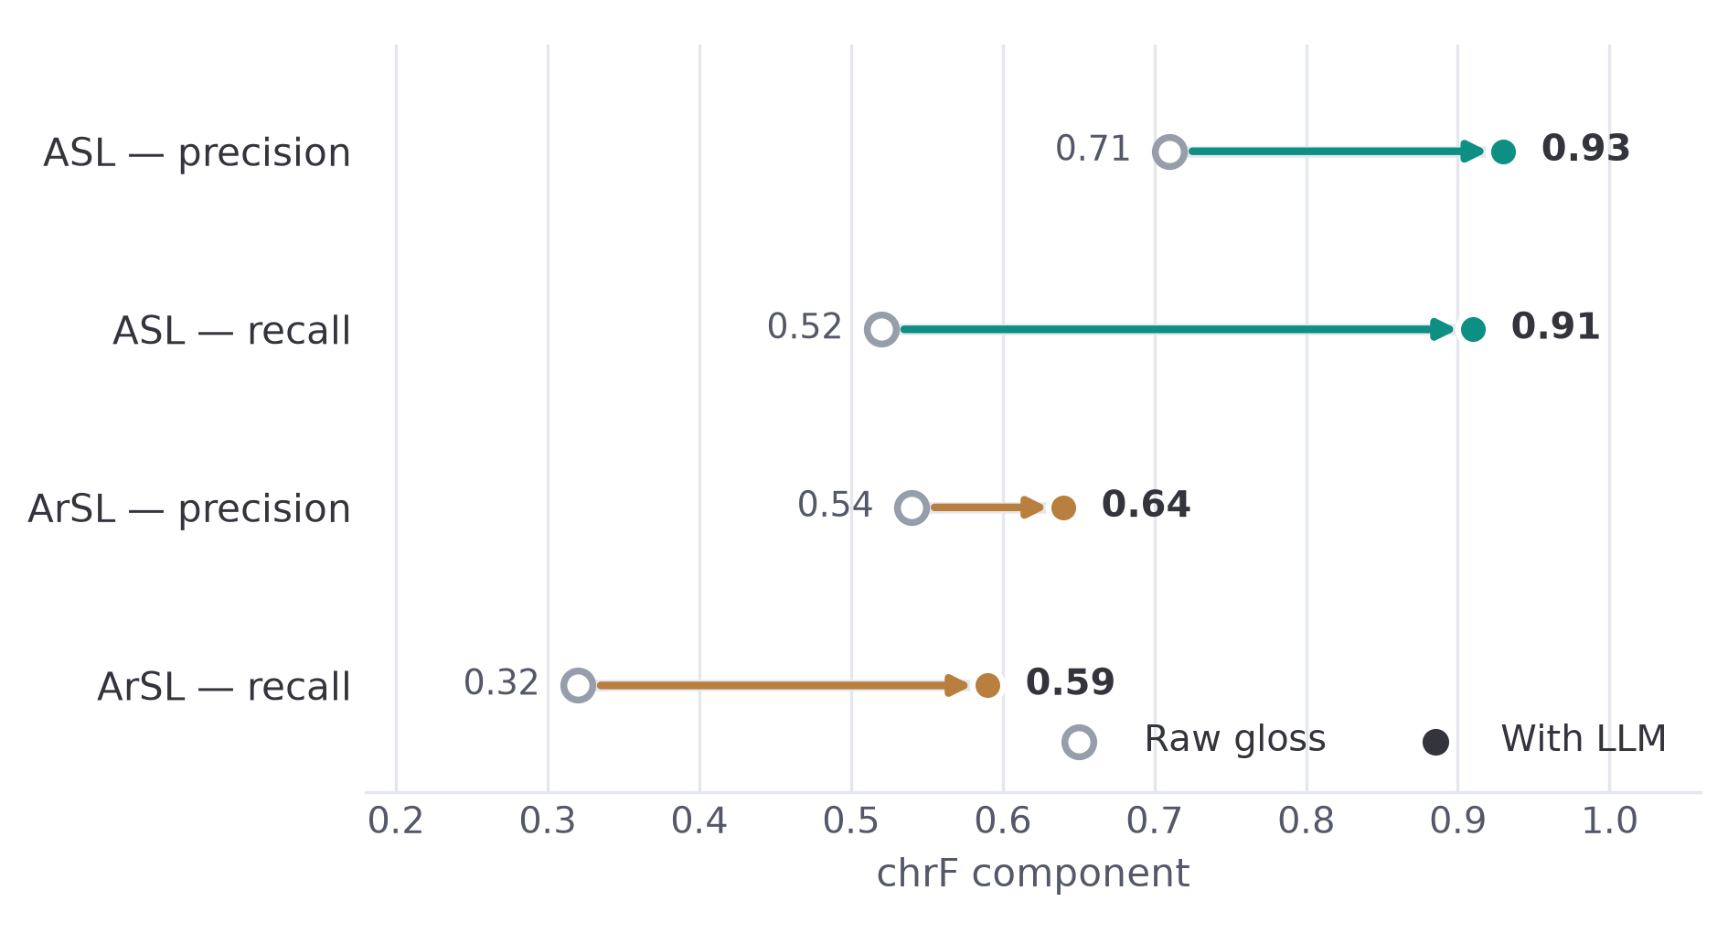 ASL — precision
0.71
0.93
ASL — recall
0.52
0.91
ArSL — precision
0.54
0.64
ArSL — recall
0.32
0.59
Raw gloss
With LLM
0.2 0.3 0.4 0.5 0.6 0.7 0.8 0.9 1.0
chrF component